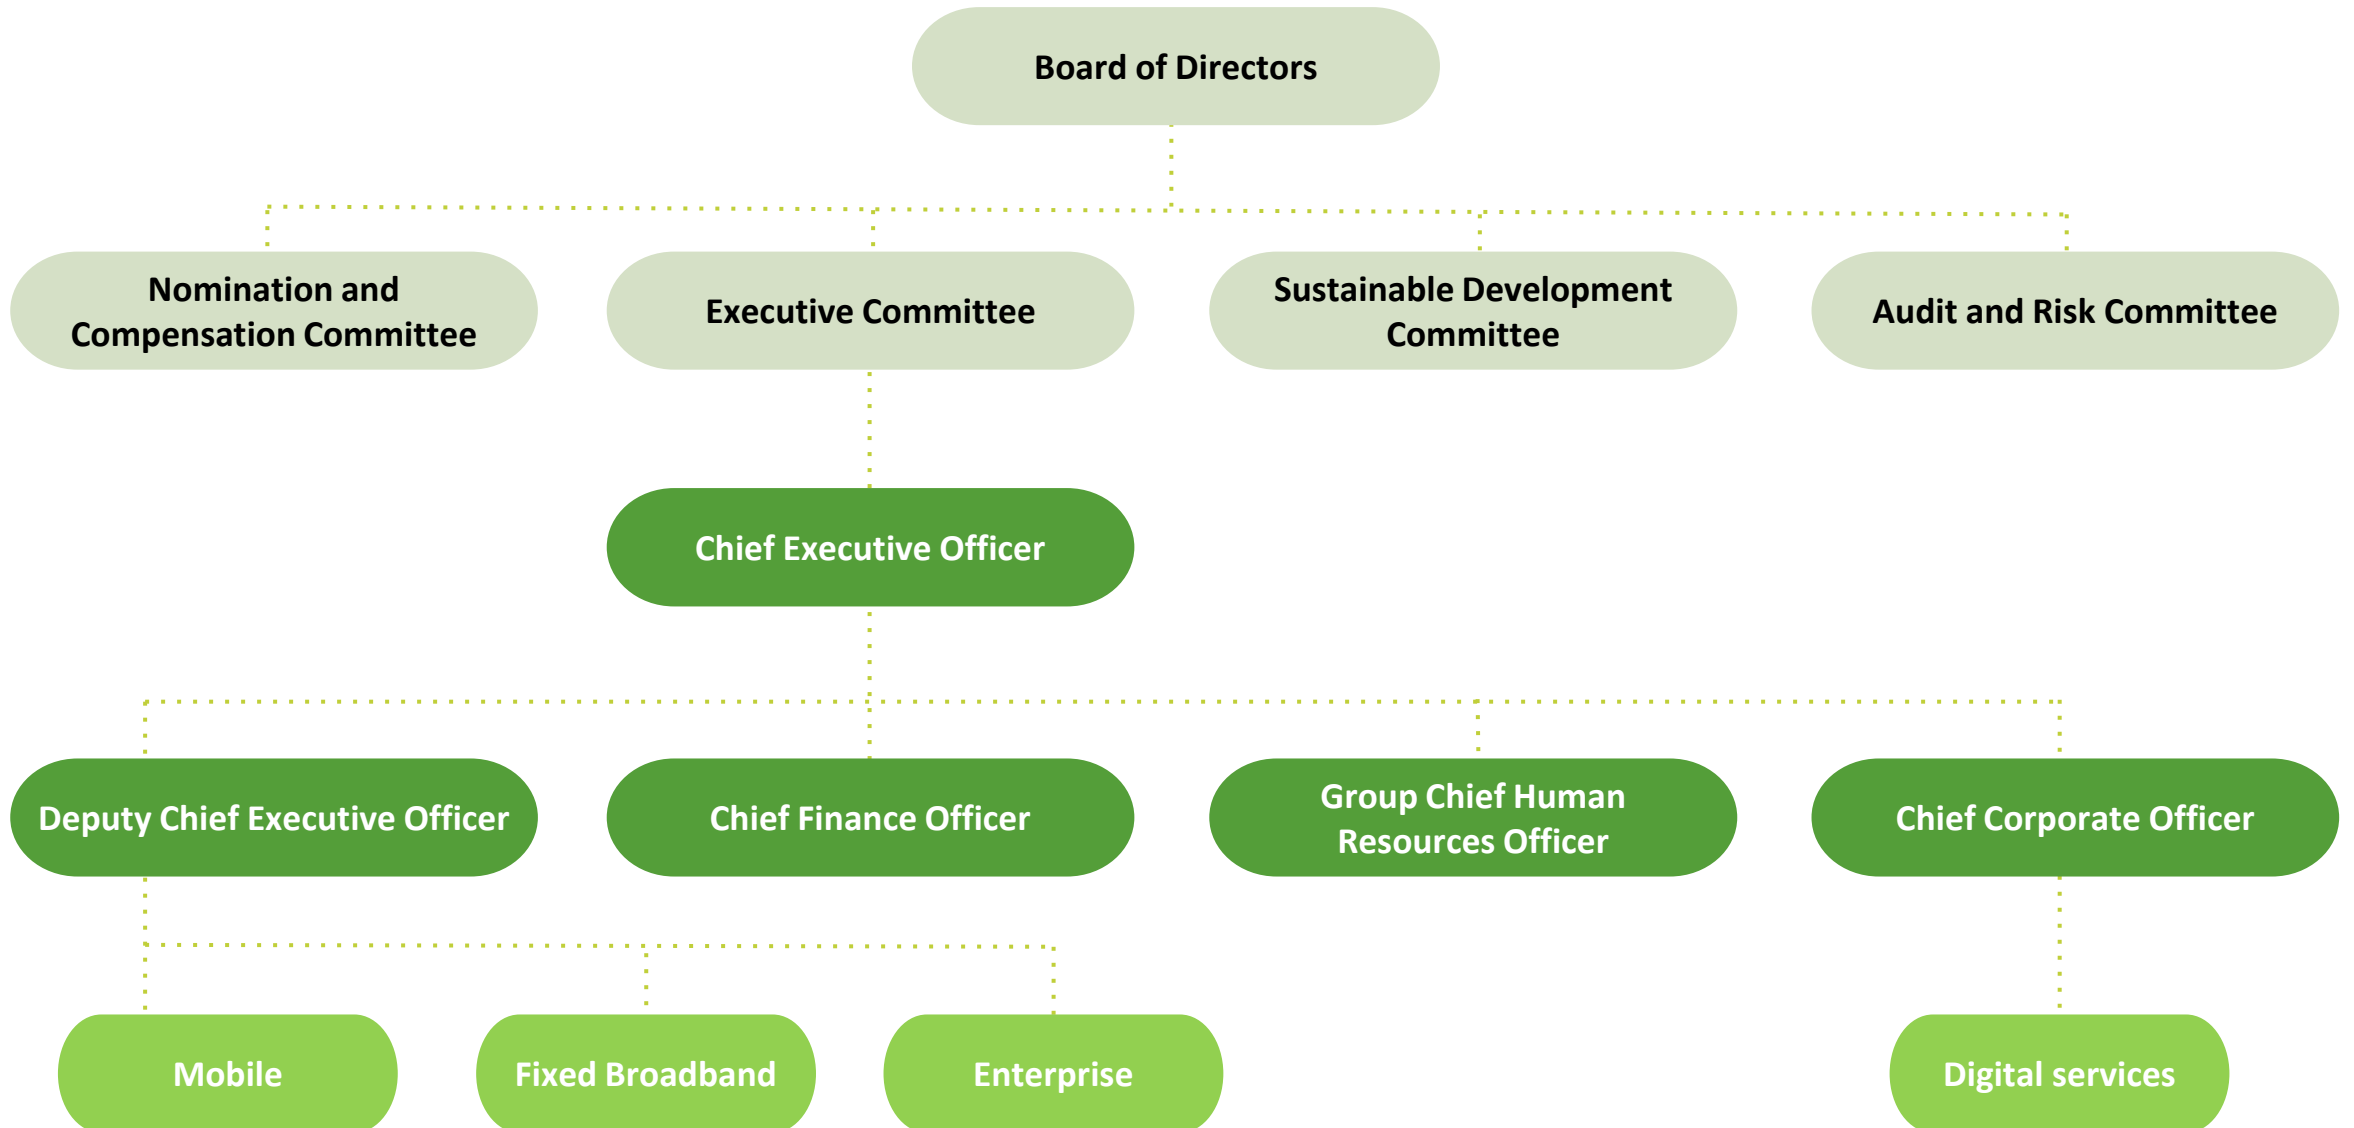 Board of Directors
Nomination and
Compensation Committee
Executive Committee
Sustainable Development
Committee
Audit and Risk Committee
Chief Executive Officer
Deputy Chief Executive Officer
Chief Finance Officer
Group Chief Human
Resources Officer
Chief Corporate Officer
Mobile
Fixed Broadband
Enterprise
Digital services